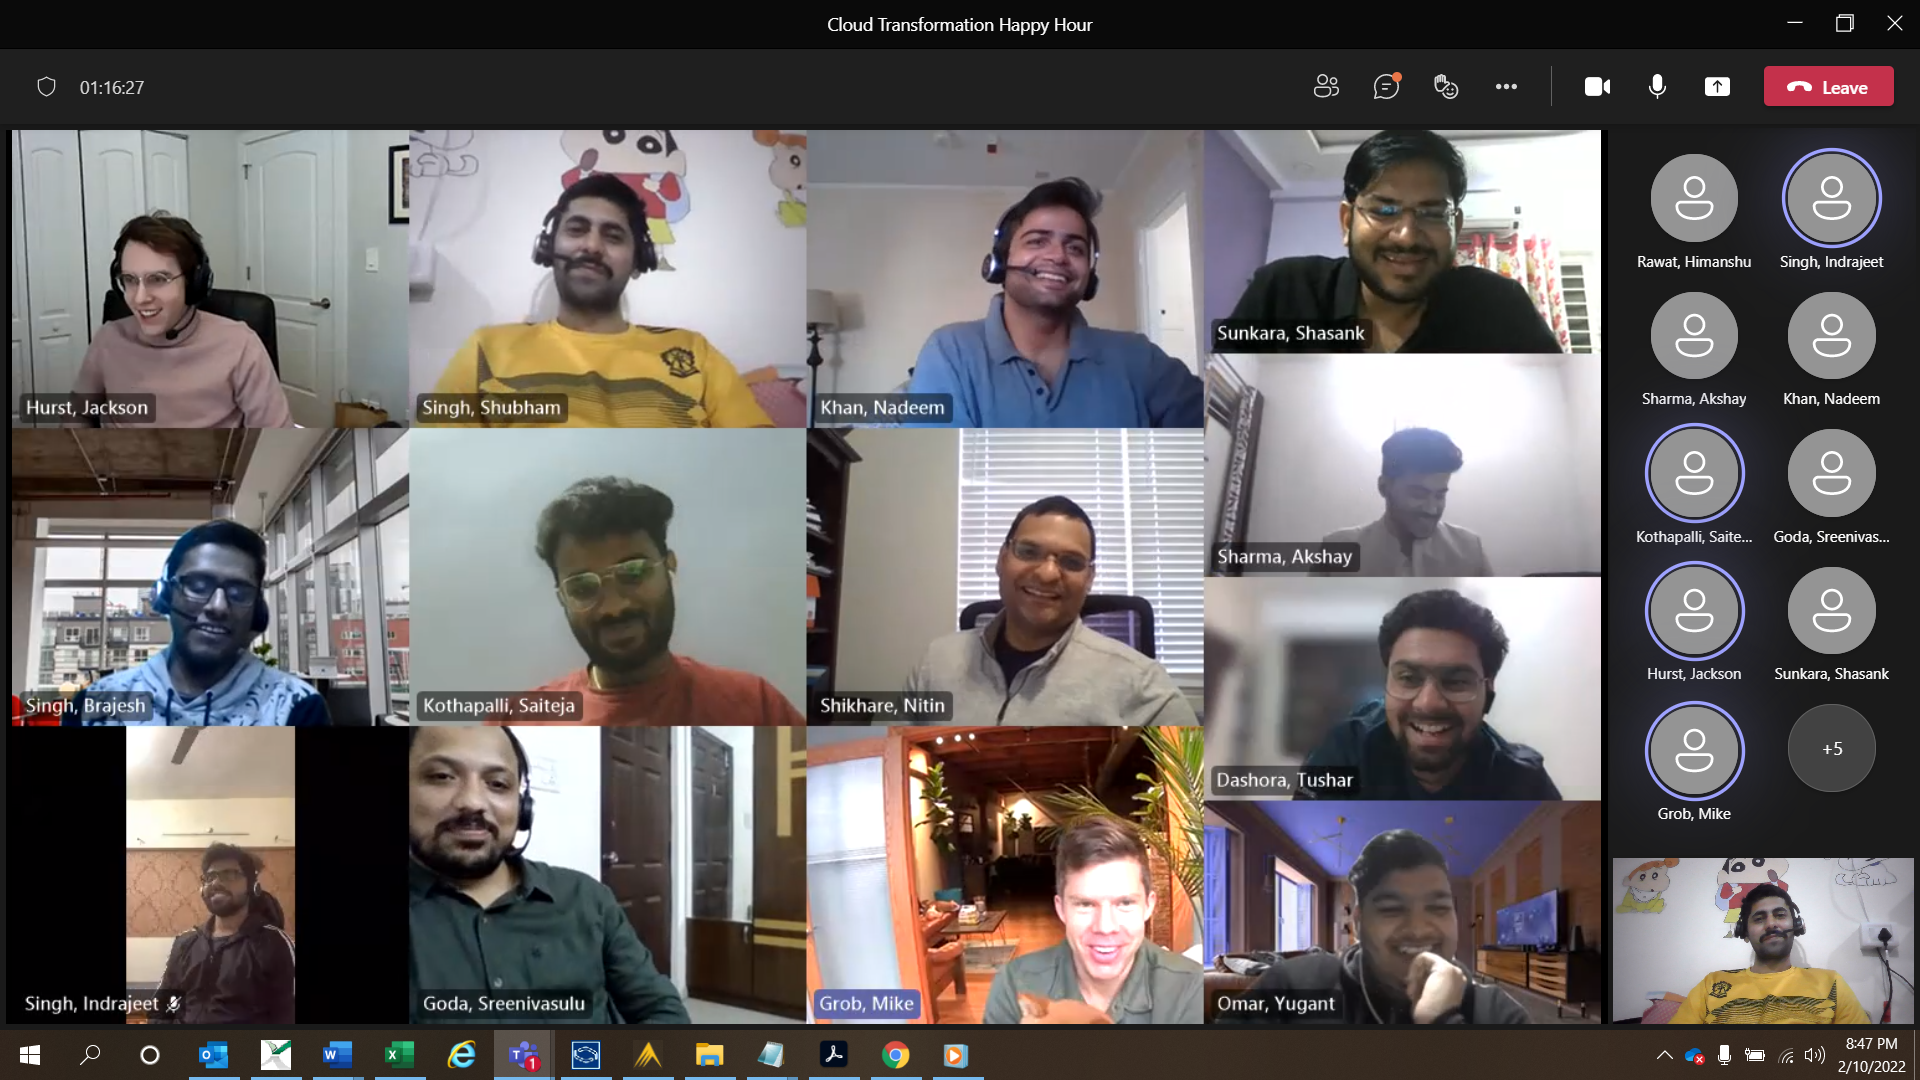 Cloud Transformation Happy Hour
01:16:27
Leave
Hurst, Jackson
Singh, Shubham
Khan, Nadeem
Sunkara, Shasank
Sharma, Akshay
Singh, Brajesh
Kothapalli, Saiteja
Shikhare, Nitin
Dashora, Tushar
Singh, Indrajeet
Goda, Sreenivasulu
Grob, Mike
Omar, Yugant
Rawat, Himanshu
Singh, Indrajeet
Sharma, Akshay
Khan, Nadeem
Kothapalli, Saite...
Goda, Sreenivas...
Hurst, Jackson
Sunkara, Shasank
Grob, Mike
+5
1
8:47 PM
2/10/2022